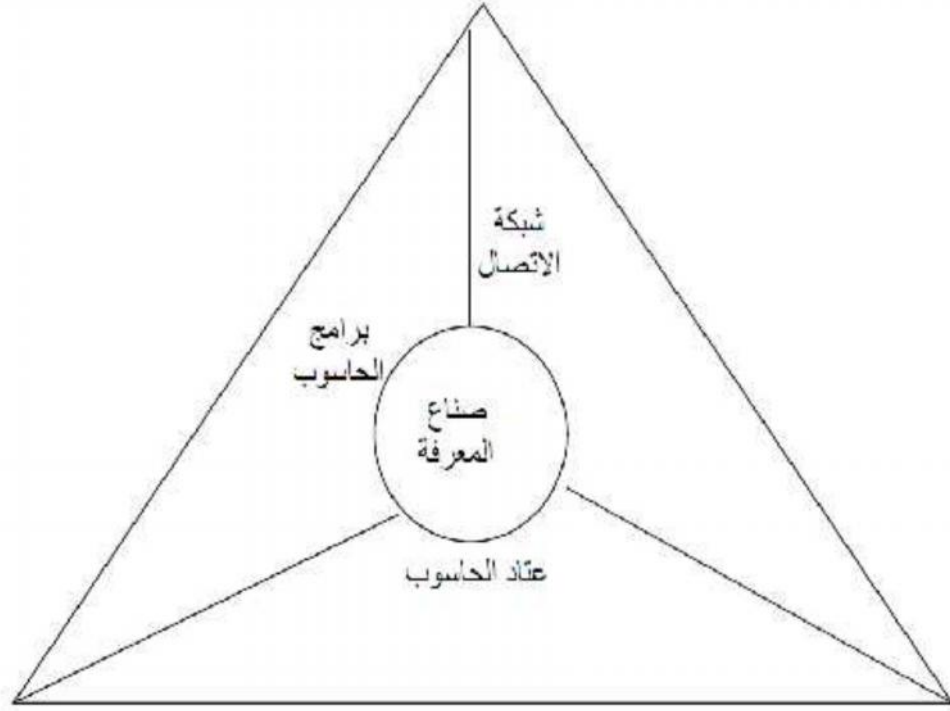 شبكة
الاتصال
برامج
الحاسوب
صناع
المعرفة
عتاد الحاسوب